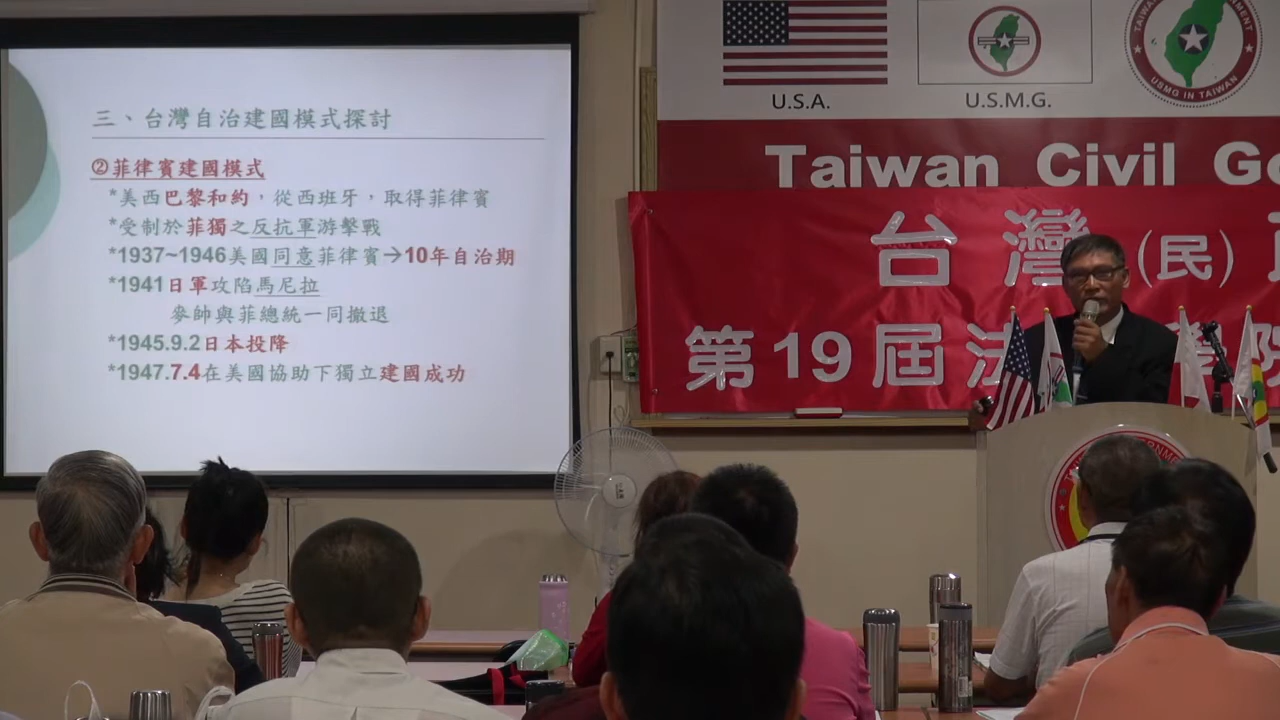 三、台灣自治建國模式探討
②菲律賓建國模式
*美西巴黎和約，從西班牙，取得菲律賓
*受制於菲獨之反抗軍游擊戰
*1937~1946美國同意菲律賓→10年自治期
*1941日軍攻陷馬尼拉
麥帥與菲總統一同撤退
*1945.9.2日本投降
*1947.7.4在美國協助下獨立建國成功
U.S.A.
U.S.M.G.
USMG IN TAIWAN
Taiwan Civil Go
台灣(民)
第19屆法 學院